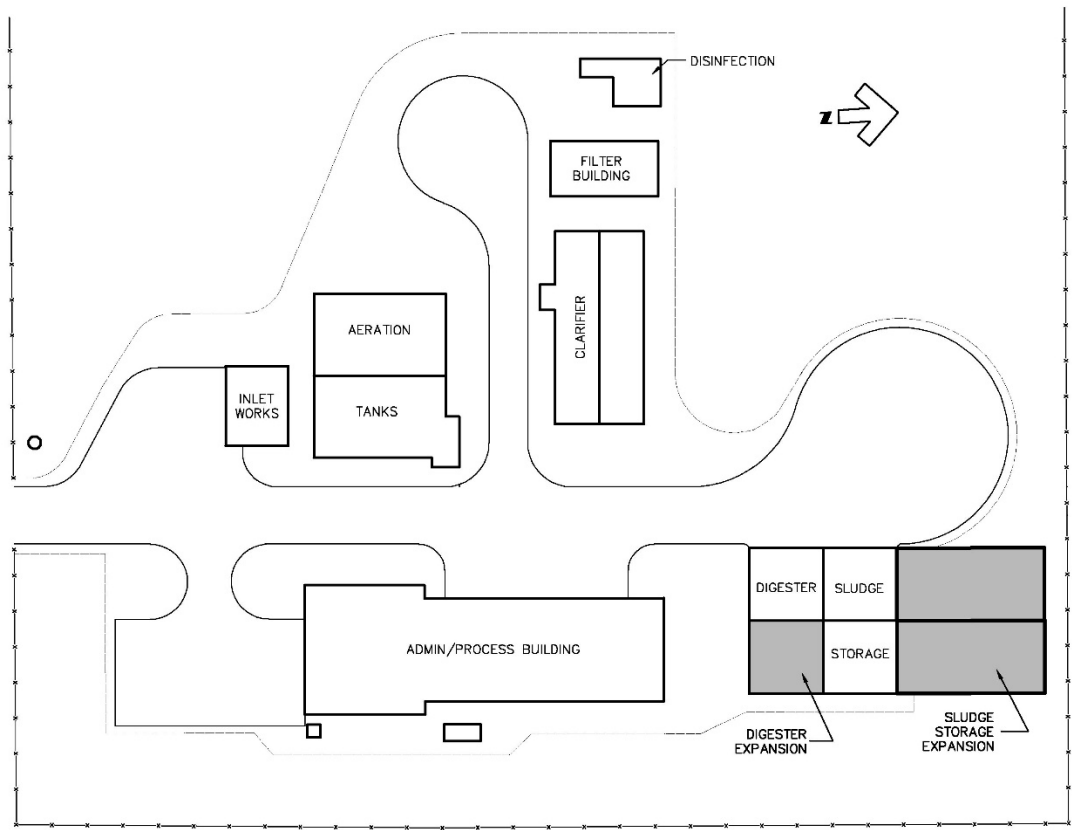 DISINFECTION
Z
FILTER
BUILDING
CLARIFIER
AERATION
TANKS
INLET
WORKS
DIGESTER
SLUDGE
STORAGE
ADMIN/PROCESS BUILDING
DIGESTER
EXPANSION
SLUDGE
STORAGE
EXPANSION